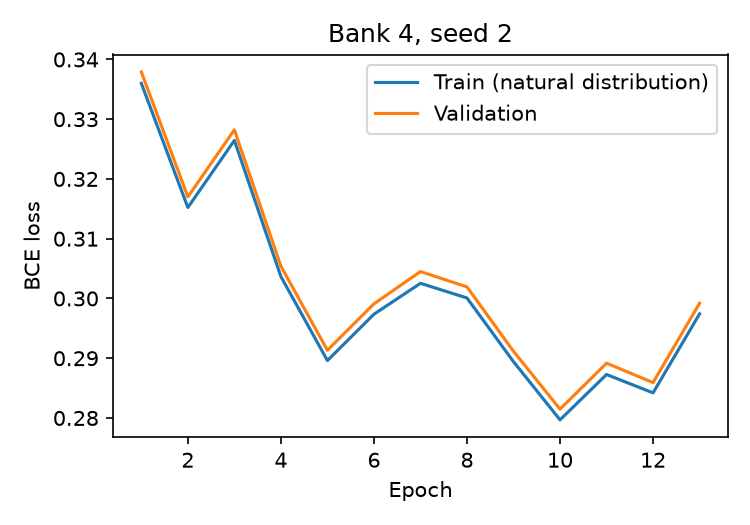 Bank 4, seed 2
Train (natural distribution)
Validation
BCE loss
0.34
0.33
0.32
0.31
0.30
0.29
0.28
2 4 6 8 10 12
Epoch